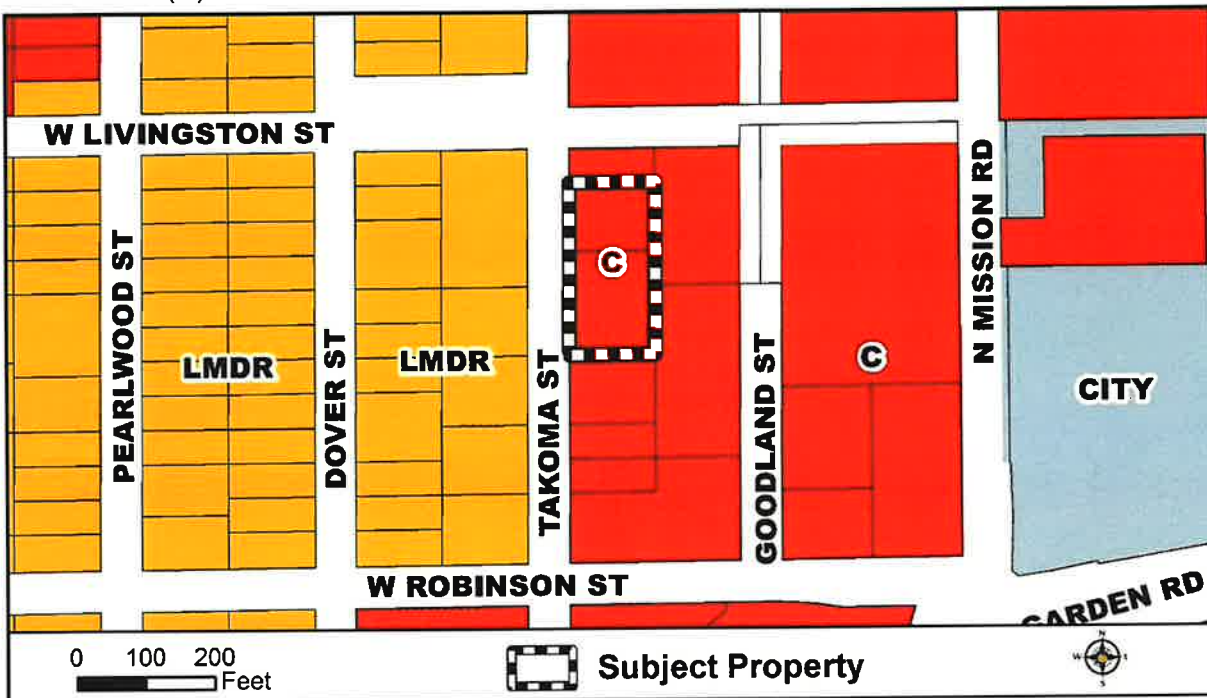 W LIVINGSTON ST
PEARLWOOD ST
LMDR
DOVER ST
LMDR
TAKOMA ST
C
GOODLAND ST
C
N MISSION RD
CITY
W ROBINSON ST
GARDEN RD
0 100 200
Feet
Subject Property
N
W E
S